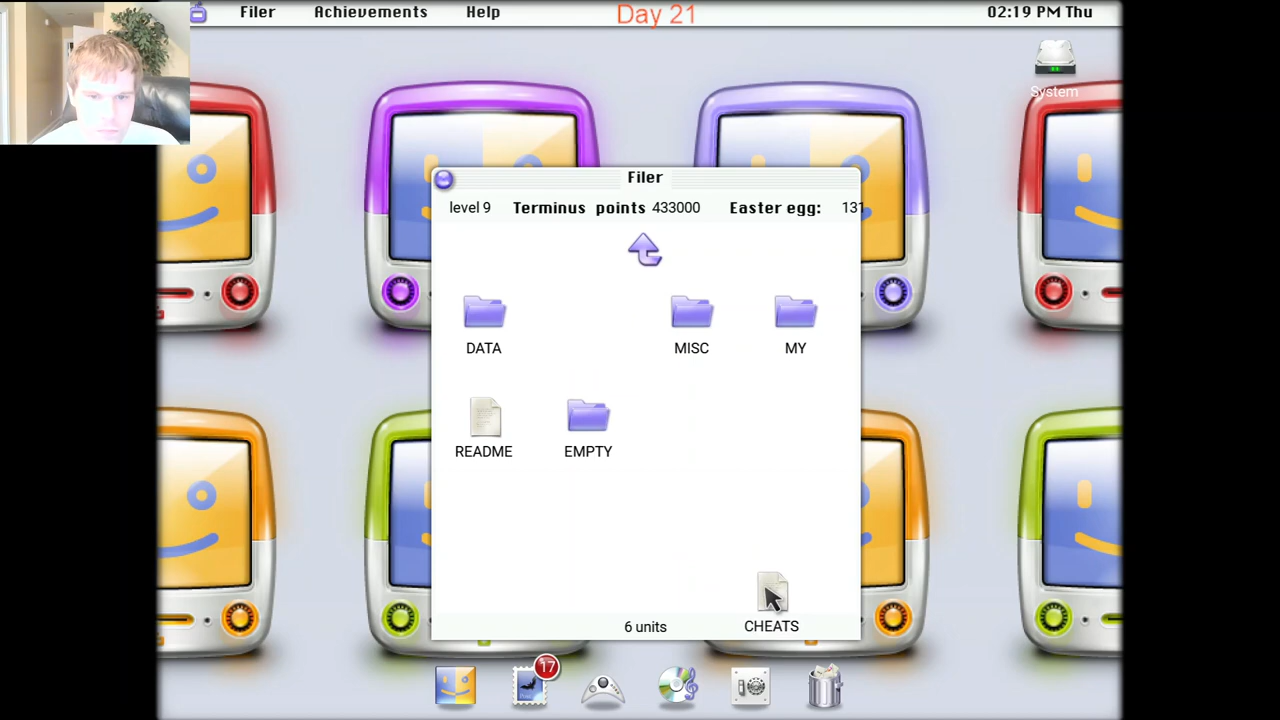 Filer Achievements Help Day 21 02:19 PM Thu
System
Filer
level 9 Terminus points 433000 Easter egg: 131
DATA MISC MY
README EMPTY
6 units CHEATS
17